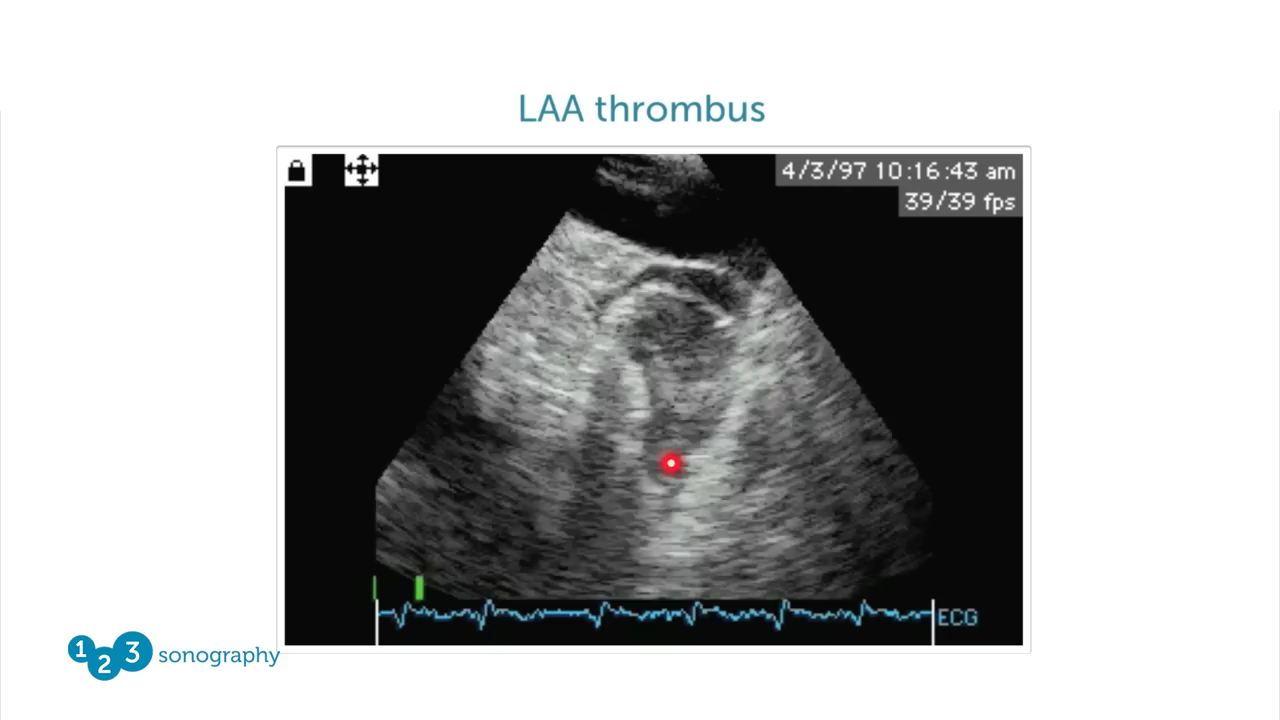 LAA thrombus
4/3/97 10:16:43 am
39/39 fps
ECG
1 2 3 sonography